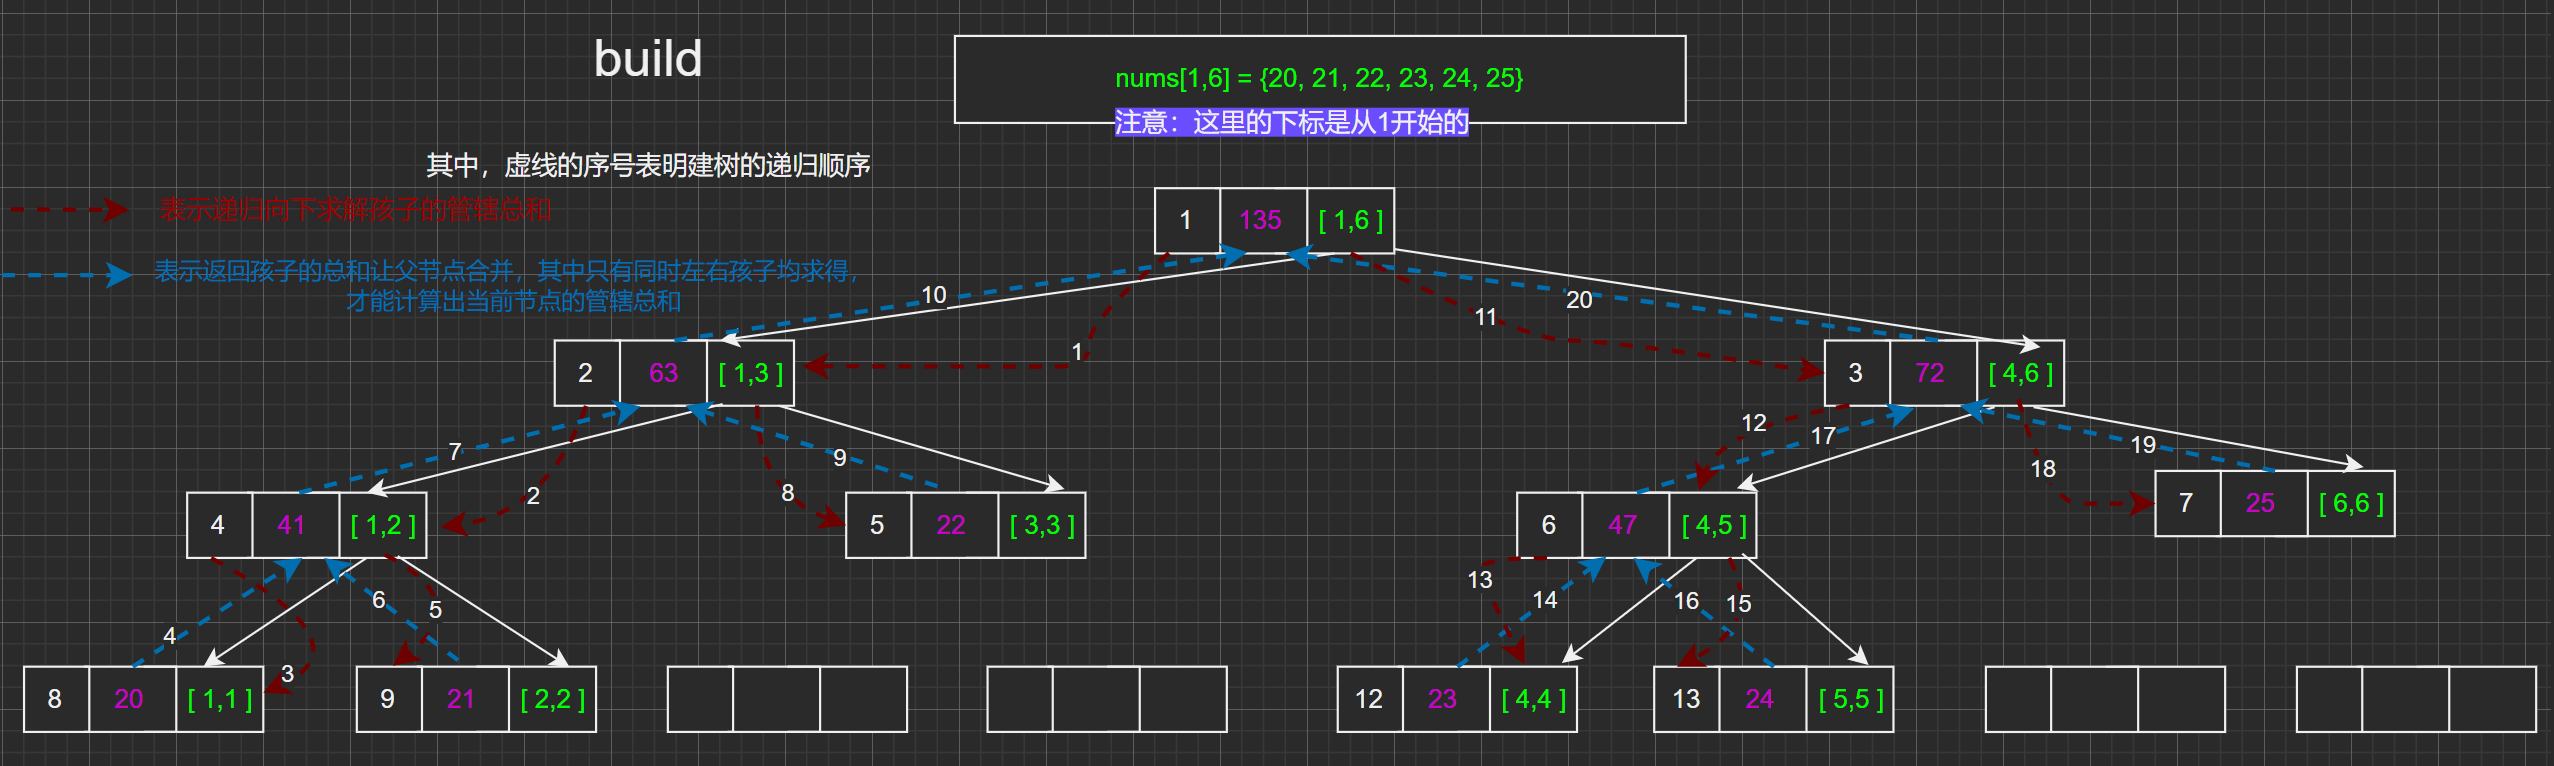 build
nums[1,6] = {20, 21, 22, 23, 24, 25}
注意：这里的下标是从1开始的
其中，虚线的序号表明建树的递归顺序
表示递归向下求解孩子的管辖总和
表示返回孩子的总和让父节点合并，其中只有同时左右孩子均求得，
才能计算出当前节点的管辖总和
1 135 [ 1,6 ]
10 20
11
1
2 63 [ 1,3 ] 3 72 [ 4,6 ]
7 9 12 17 19
2 8 18
4 41 [ 1,2 ] 5 22 [ 3,3 ] 6 47 [ 4,5 ] 7 25 [ 6,6 ]
13
6 5 14 16 15
4
3
8 20 [ 1,1 ] 9 21 [ 2,2 ] 12 23 [ 4,4 ] 13 24 [ 5,5 ]